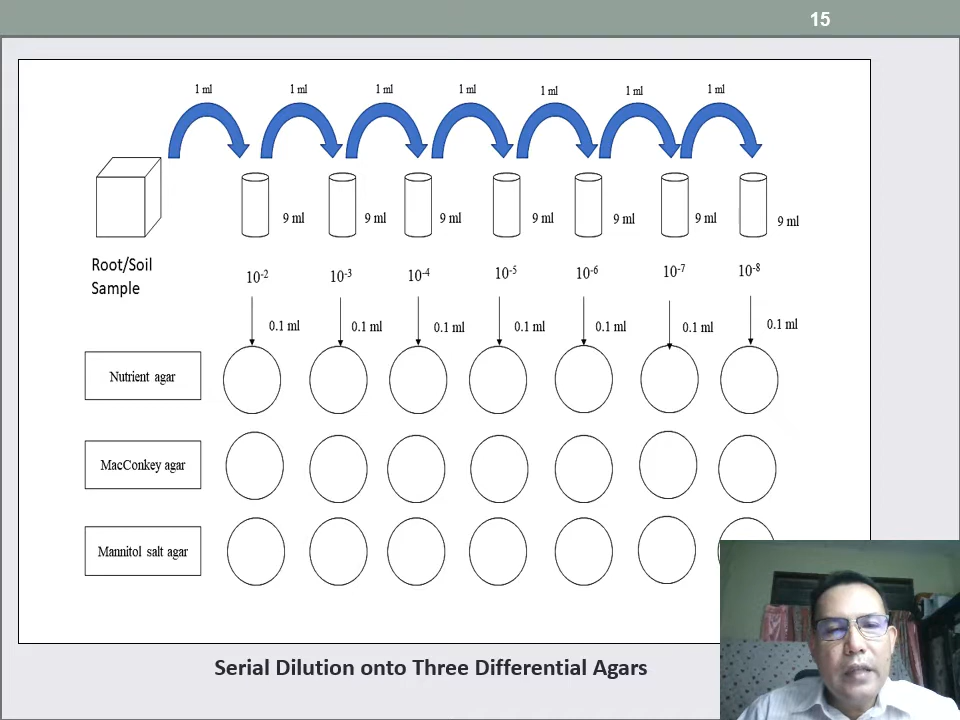 15
1 ml 1 ml 1 ml 1 ml 1 ml 1 ml 1 ml
9 ml 9 ml 9 ml 9 ml 9 ml 9 ml 9 ml
Root/Soil
Sample
10⁻² 10⁻³ 10⁻⁴ 10⁻⁵ 10⁻⁶ 10⁻⁷ 10⁻⁸
0.1 ml 0.1 ml 0.1 ml 0.1 ml 0.1 ml 0.1 ml 0.1 ml
Nutrient agar
MacConkey agar
Mannitol salt agar
Serial Dilution onto Three Differential Agars